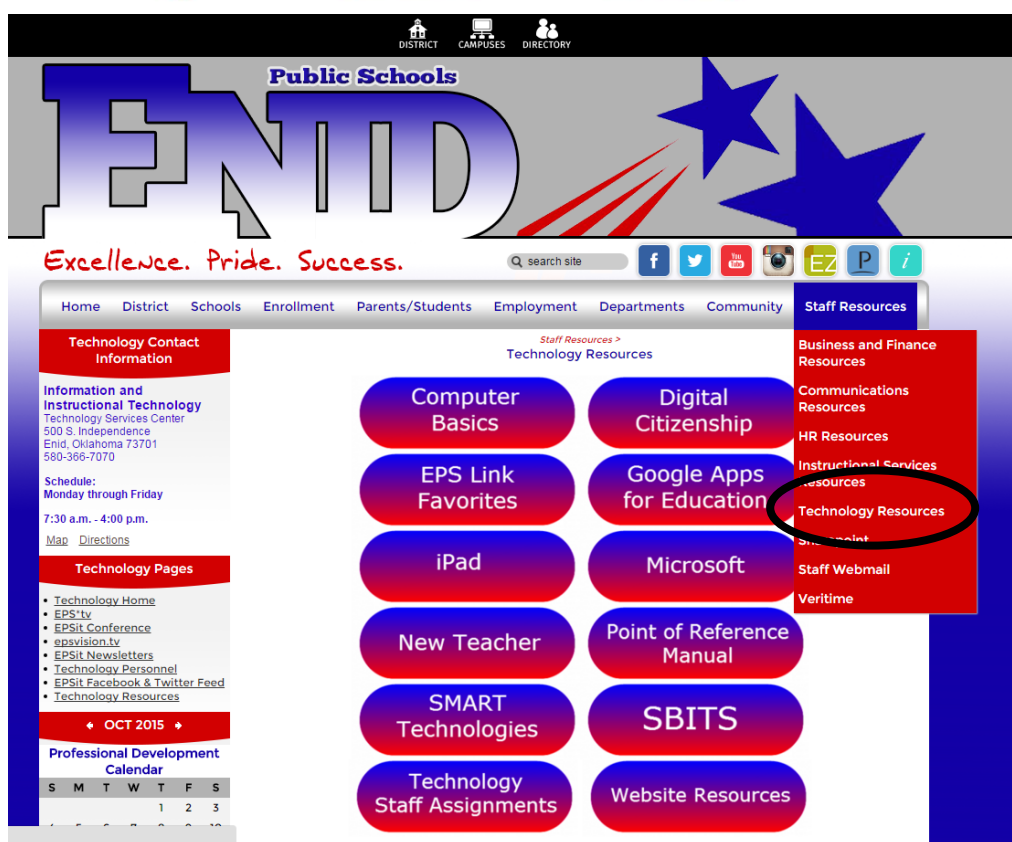 DISTRICT CAMPUSES DIRECTORY
Public Schools
ENID
Excellence. Pride. Success.
search site
You Tube
EZ P i
Home District Schools Enrollment Parents/Students Employment Departments Community Staff Resources
Technology Contact
Information
Information and
Instructional Technology
Technology Services Center
500 S. Independence
Enid, Oklahoma 73701
580-366-7070
Schedule:
Monday through Friday
7:30 a.m. - 4:00 p.m.
Map Directions
Technology Pages
• Technology Home
• EPS*tv
• EPSit Conference
• epsvision.tv
• EPSit Newsletters
• Technology Personnel
• EPSit Facebook & Twitter Feed
• Technology Resources
OCT 2015
Professional Development
Calendar
S M T W T F S
1 2 3
Staff Resources >
Technology Resources
Computer
Basics
Digital
Citizenship
EPS Link
Favorites
Google Apps
for Education
iPad
Microsoft
New Teacher
Point of Reference
Manual
SMART
Technologies
SBITS
Technology
Staff Assignments
Website Resources
Business and Finance
Resources
Communications
Resources
HR Resources
Instructional Services
Resources
Technology Resources
Staff Webmail
Veritime